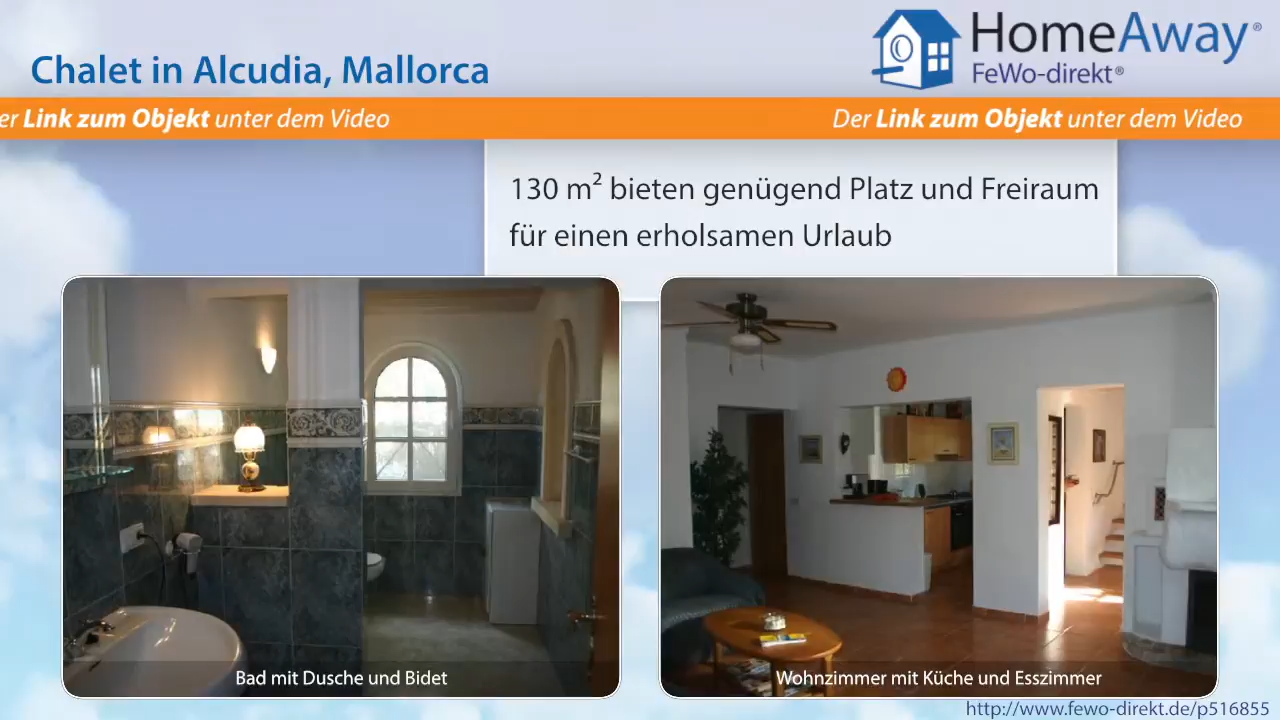 Chalet in Alcudia, Mallorca
HomeAway®
FeWo-direkt®
er Link zum Objekt unter dem Video
Der Link zum Objekt unter dem Video
130 m² bieten genügend Platz und Freiraum
für einen erholsamen Urlaub
Bad mit Dusche und Bidet
Wohnzimmer mit Küche und Esszimmer
http://www.fewo-direkt.de/p516855